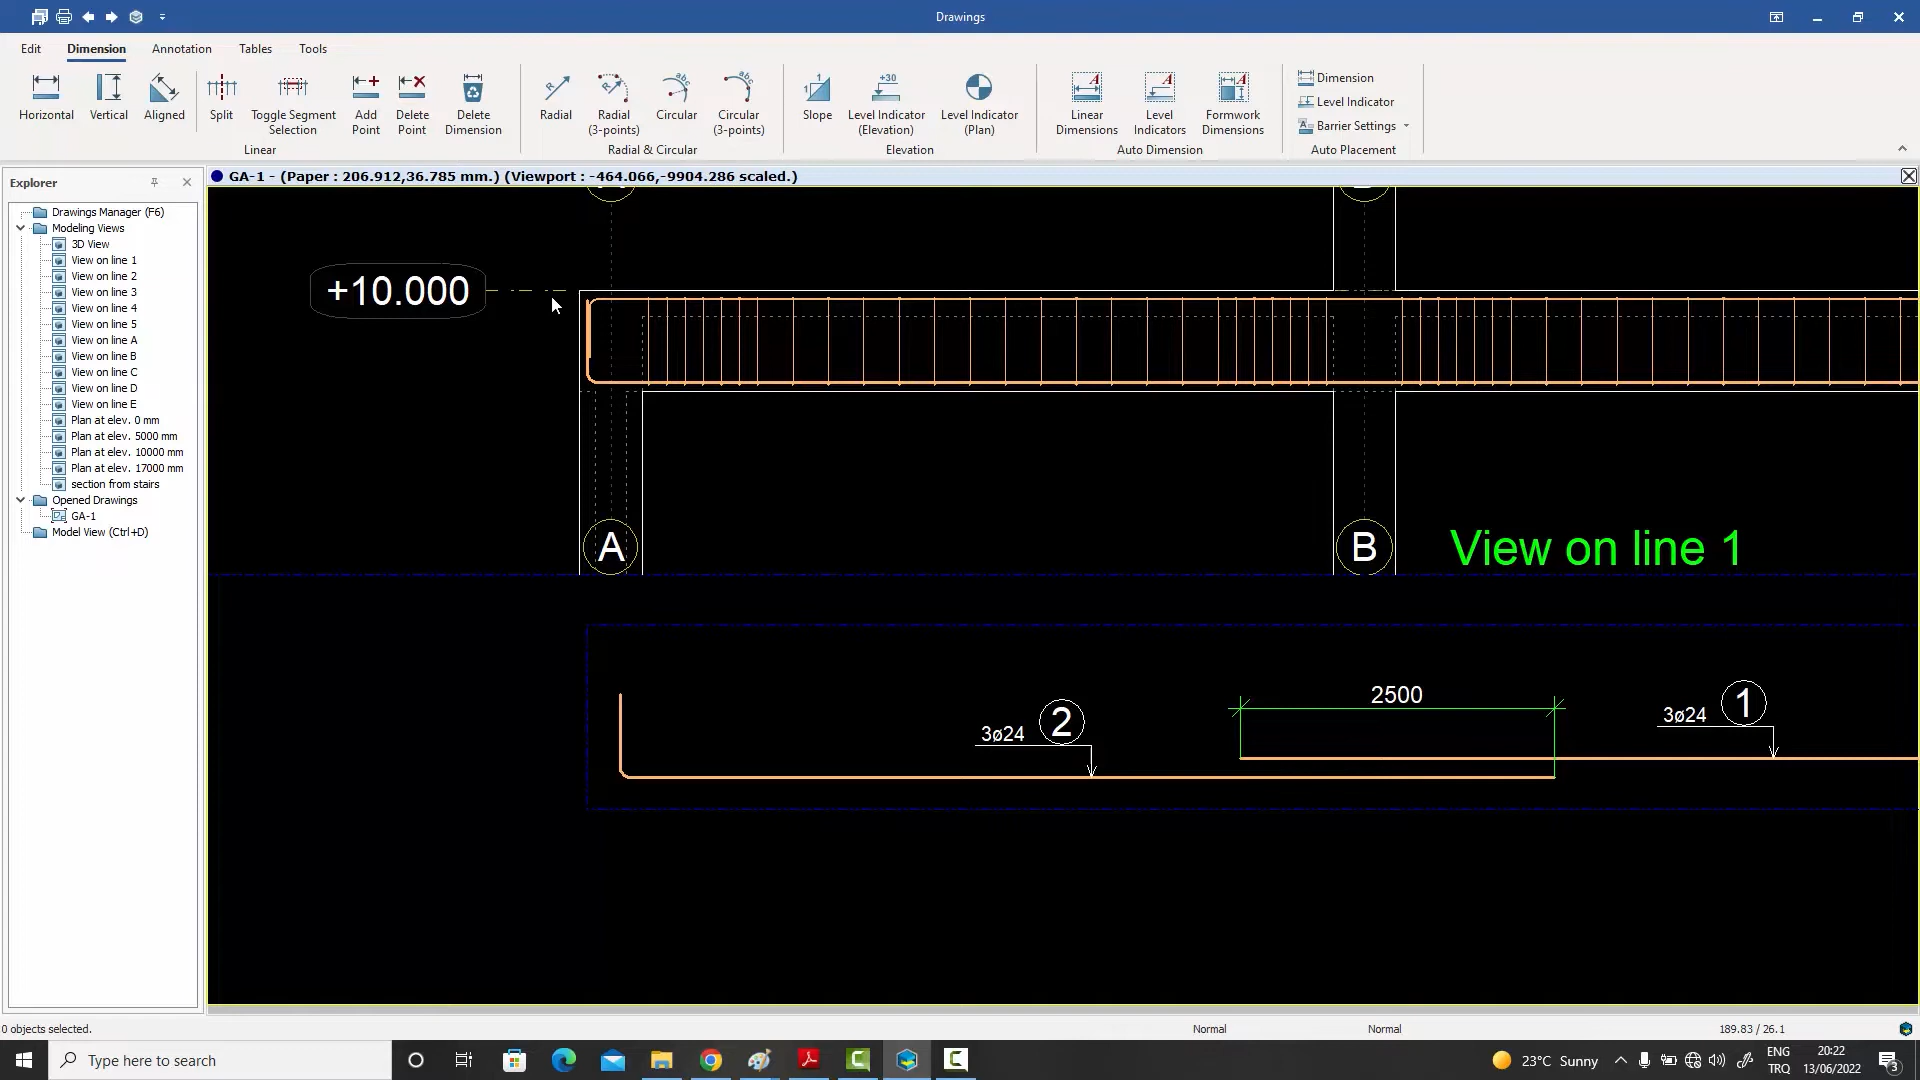 Drawings
Edit Dimension Annotation Tables Tools
Horizontal
Vertical
Aligned
Split
Toggle Segment
Selection
Add
Point
Delete
Point
Delete
Dimension
Linear
Radial
Radial
(3-points)
Circular
Circular
(3-points)
Radial & Circular
Slope
Level Indicator
(Elevation)
Level Indicator
(Plan)
Elevation
Linear
Dimensions
Level
Indicators
Formwork
Dimensions
Auto Dimension
Dimension
Level Indicator
Barrier Settings
Auto Placement
Explorer
Drawings Manager (F6)
Modeling Views
3D View
View on line 1
View on line 2
View on line 3
View on line 4
View on line 5
View on line A
View on line B
View on line C
View on line D
View on line E
Plan at elev. 0 mm
Plan at elev. 5000 mm
Plan at elev. 10000 mm
Plan at elev. 17000 mm
section from stairs
Opened Drawings
GA-1
Model View (Ctrl+D)
GA-1 - (Paper : 206.912,36.785 mm.) (Viewport : -464.066,-9904.286 scaled.)
+10.000
A
B
View on line 1
3ø24 2
2500
3ø24 1
0 objects selected.
Normal
Normal
189.83 / 26.1
Type here to search
23°C Sunny
ENG
TRQ
20:22
13/06/2022
3